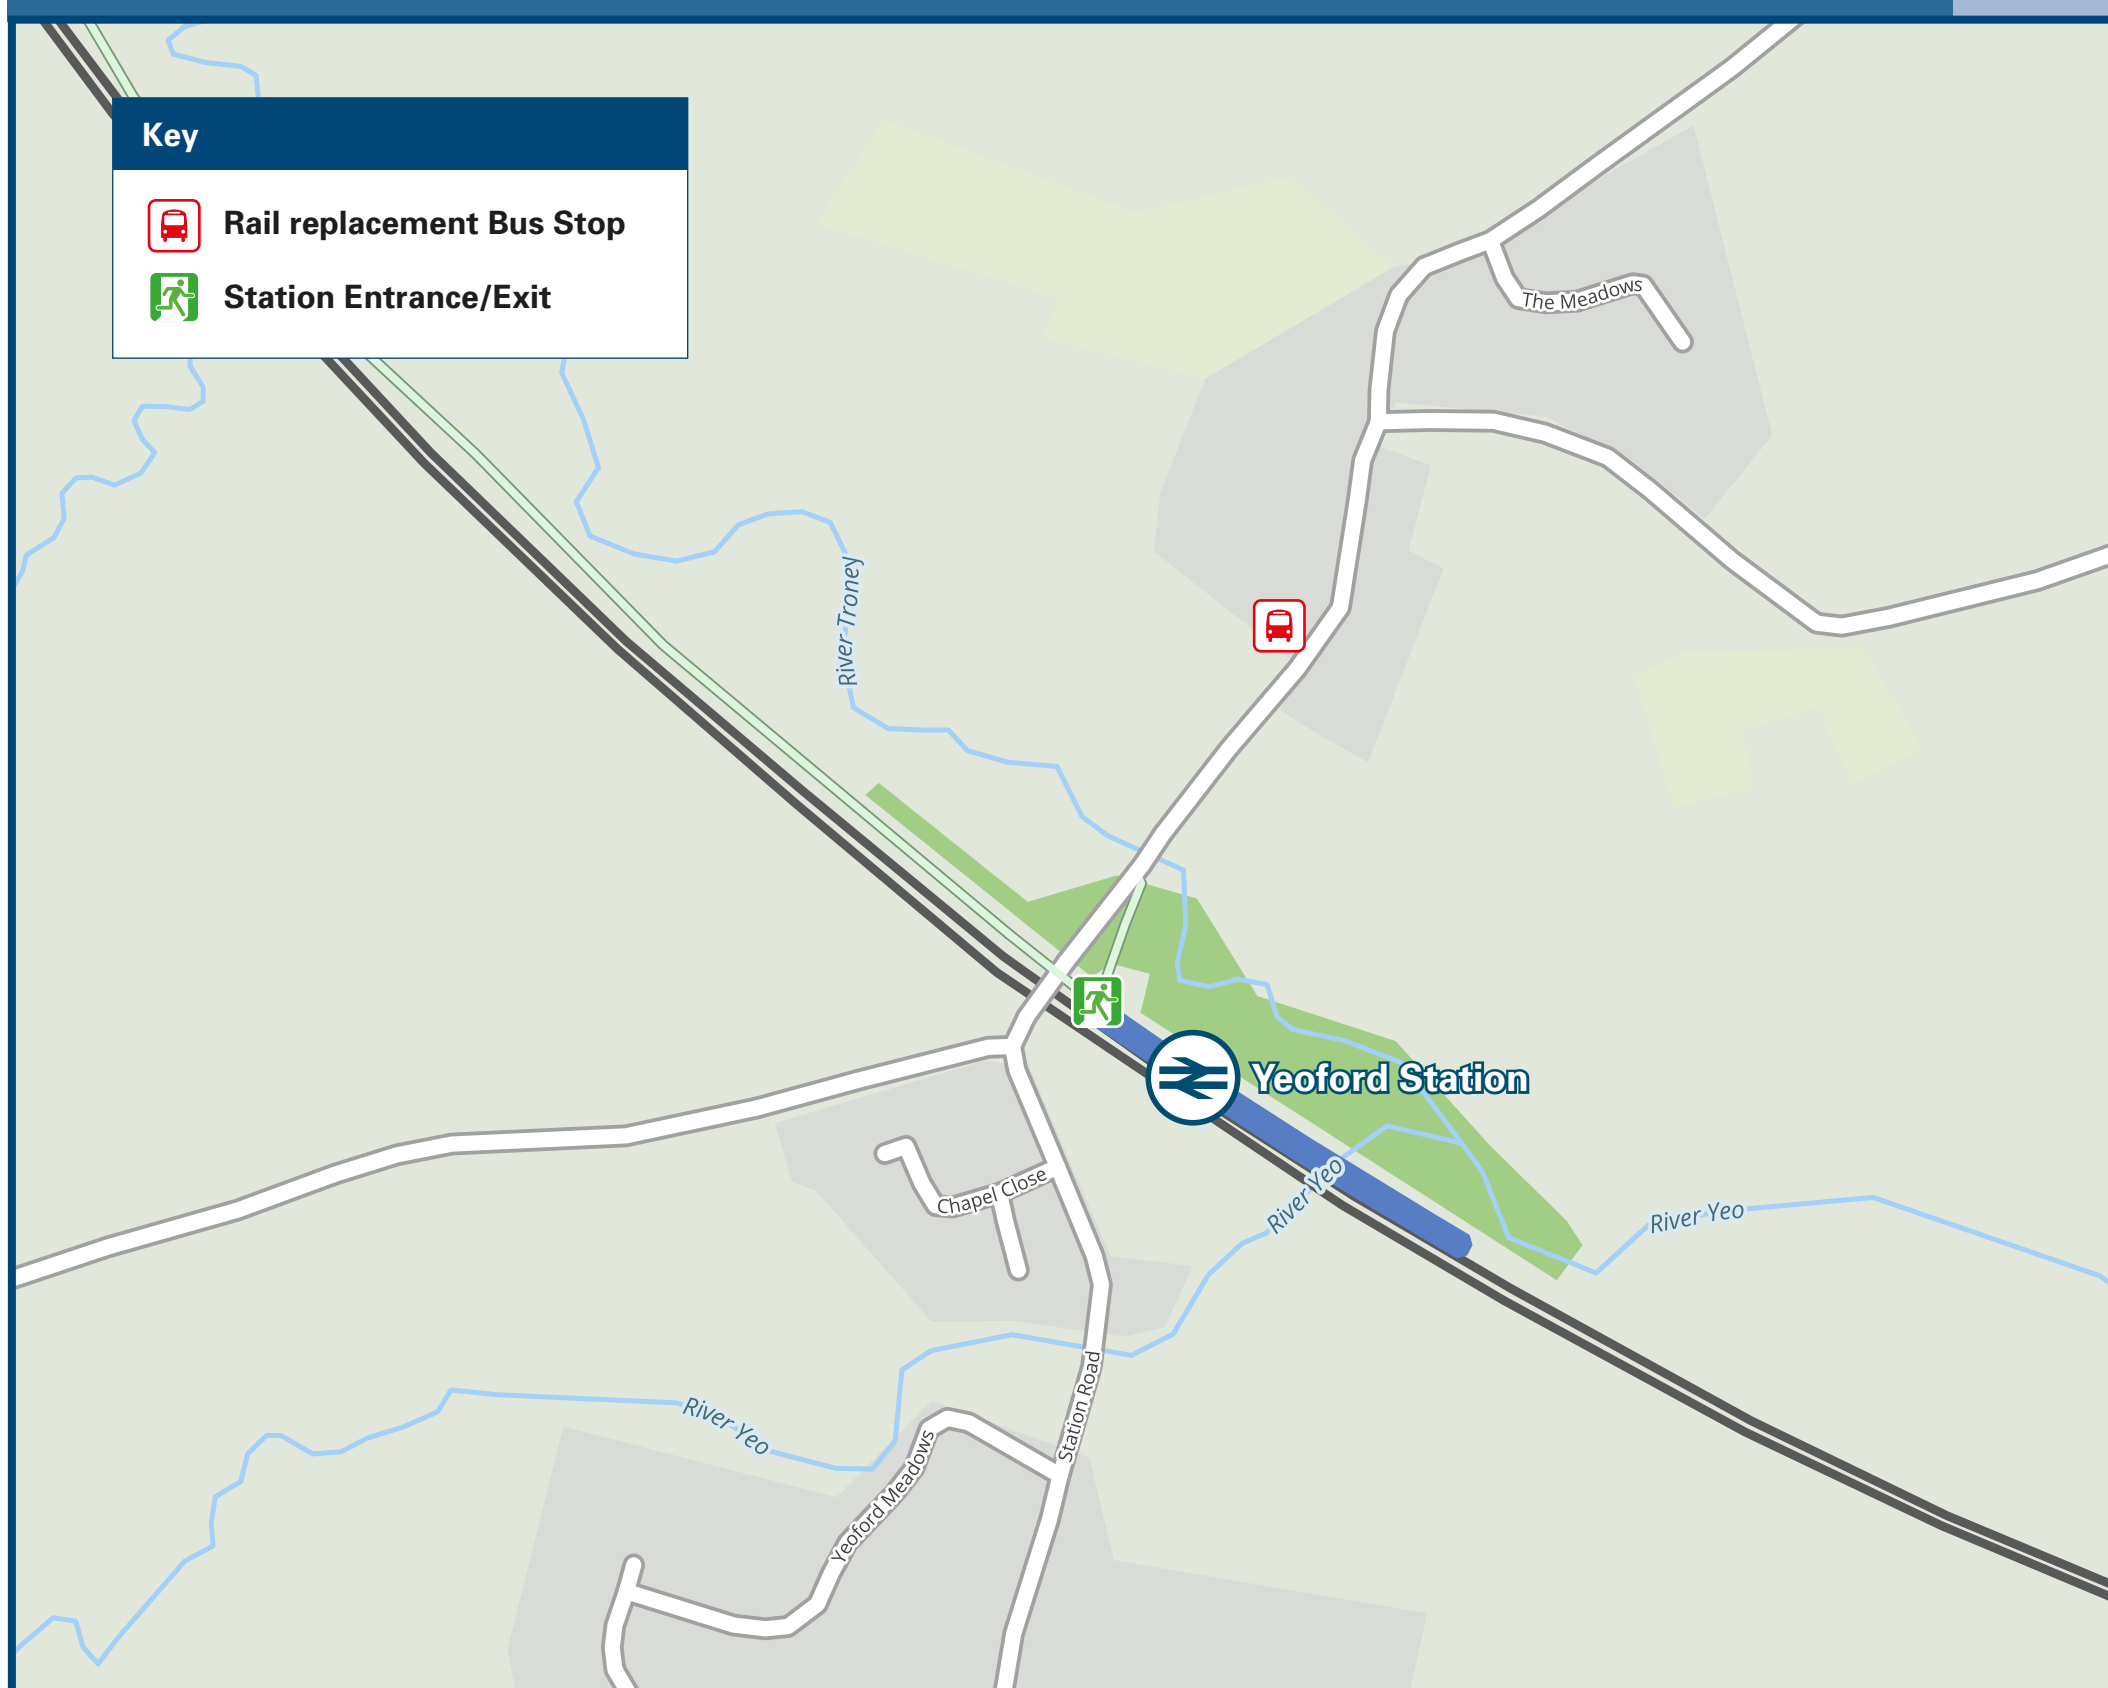 Key
Rail replacement Bus Stop
Station Entrance/Exit
The Meadows
River Troney
Yeoford Station
Chapel Close
River Yeo
River Yeo
Station Road
River Yeo
Yeoford Meadows